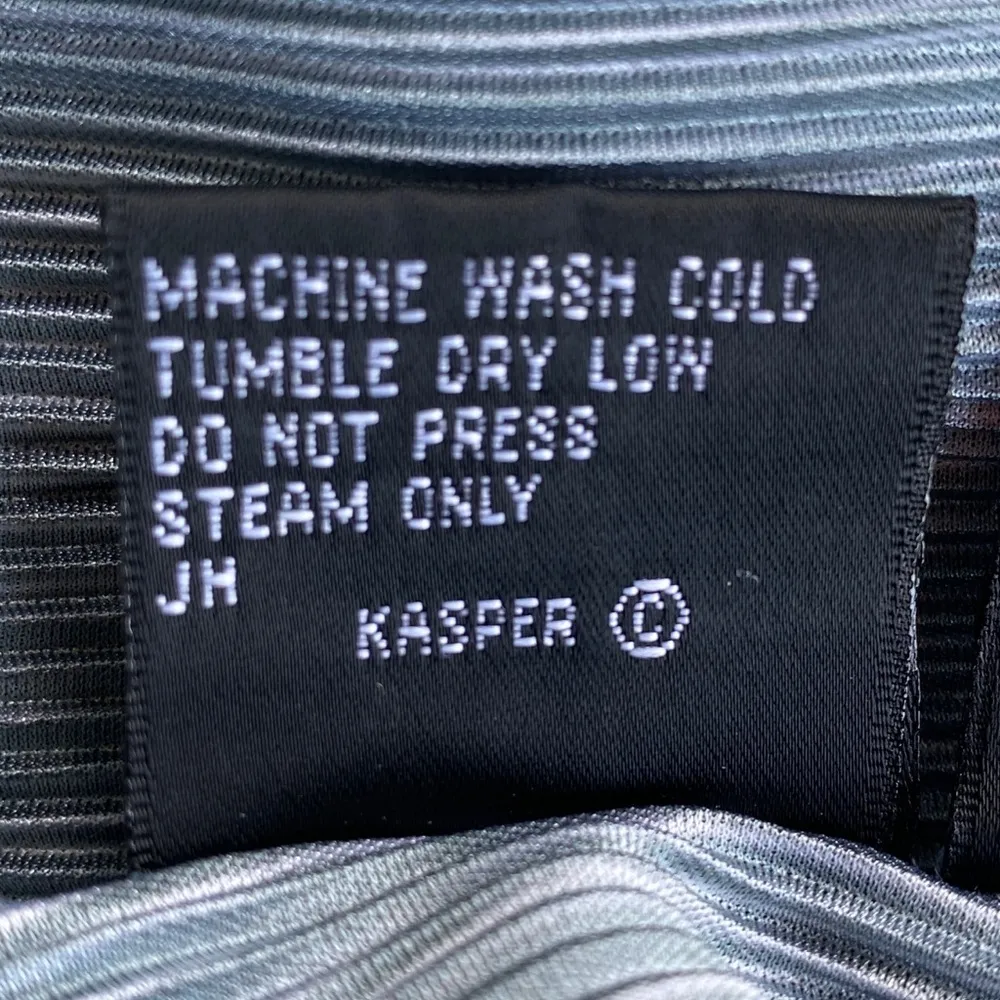 MACHINE WASH COLD
TUMBLE DRY LOW
DO NOT PRESS
STEAM ONLY
JH
KASPER ©